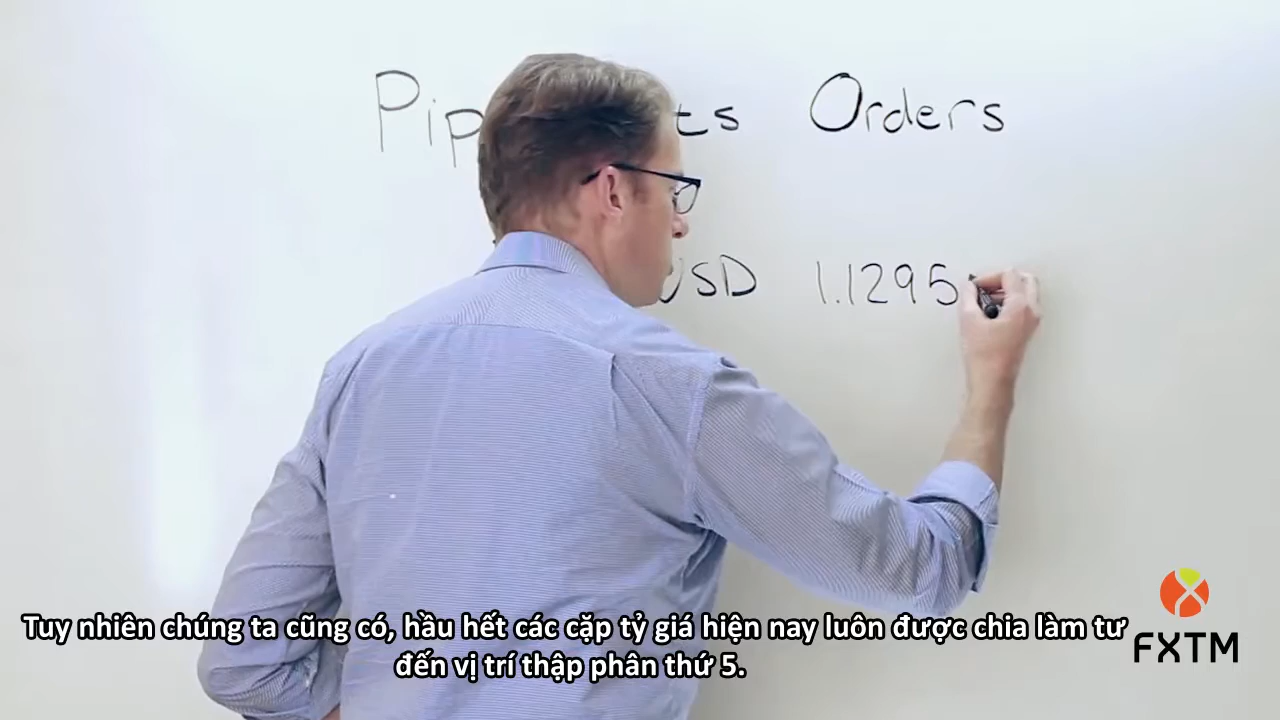 Pip ts Orders
USD 1.1295
Tuy nhiên chúng ta cũng có, hầu hết các cặp tỷ giá hiện nay luôn được chia làm tư
đến vị trí thập phân thứ 5.
FXTM